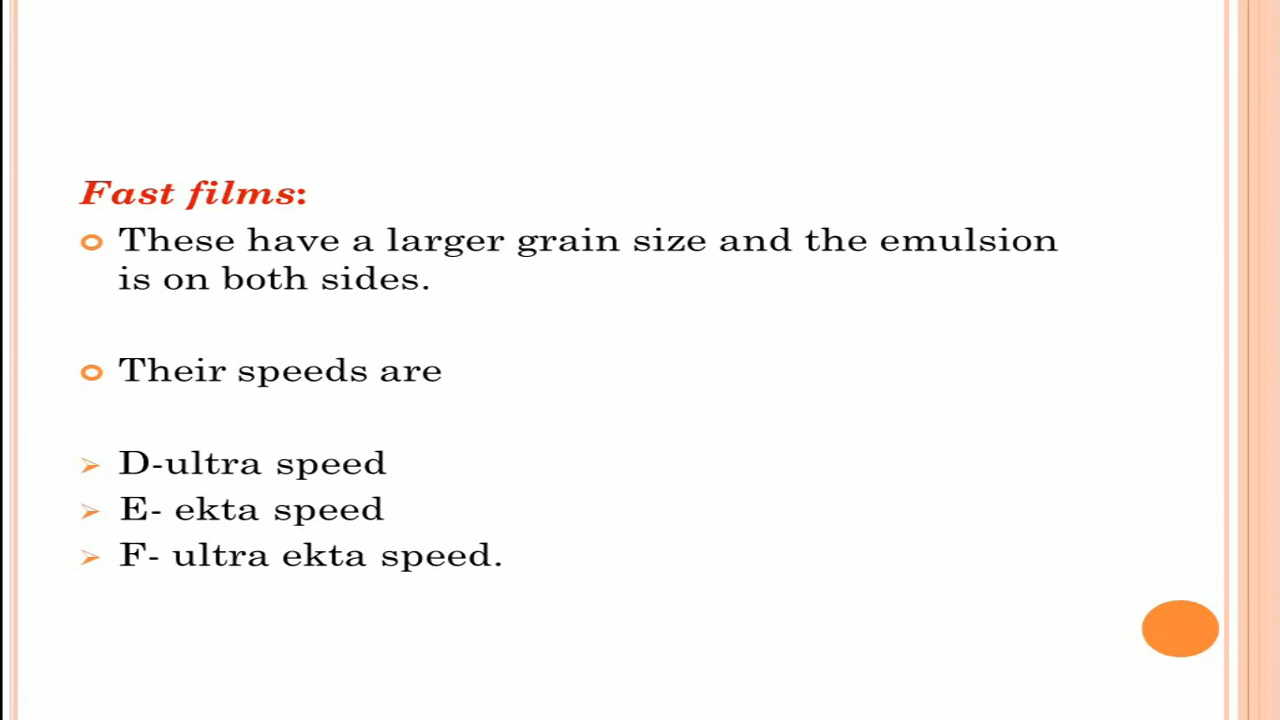 Fast films:
These have a larger grain size and the emulsion
is on both sides.
Their speeds are
D-ultra speed
E- ekta speed
F- ultra ekta speed.